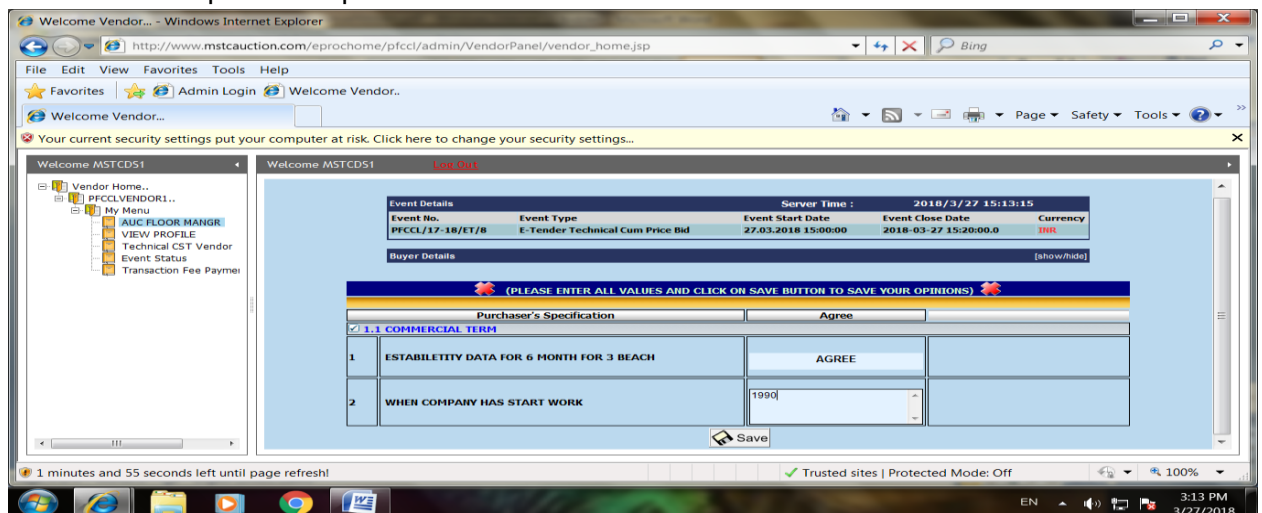 Welcome Vendor... - Windows Internet Explorer
http://www.mstcauction.com/eprochome/pfccl/admin/VendorPanel/vendor_home.jsp
Bing
File Edit View Favorites Tools Help
Favorites Admin Login Welcome Vendor..
Welcome Vendor...
Page Safety Tools
Your current security settings put your computer at risk. Click here to change your security settings...
Welcome MSTCDS1
Welcome MSTCDS1 Log Out
Vendor Home..
PFCCLVENDOR1..
My Menu
AUC FLOOR MANGR
VIEW PROFILE
Technical CST Vendor
Event Status
Transaction Fee Paymen
Event Details Server Time : 2018/3/27 15:13:15
Event No. Event Type Event Start Date Event Close Date Currency
PFCCL/17-18/ET/8 E-Tender Technical Cum Price Bid 27.03.2018 15:00:00 2018-03-27 15:20:00.0 INR
Buyer Details [show/hide]
(PLEASE ENTER ALL VALUES AND CLICK ON SAVE BUTTON TO SAVE YOUR OPINIONS)
Purchaser's Specification Agree
1.1 COMMERCIAL TERM
1 ESTABILETITY DATA FOR 6 MONTH FOR 3 BEACH AGREE
2 WHEN COMPANY HAS START WORK 1990
Save
1 minutes and 55 seconds left until page refresh!
Trusted sites | Protected Mode: Off 100%
EN 3:13 PM
3/27/2018